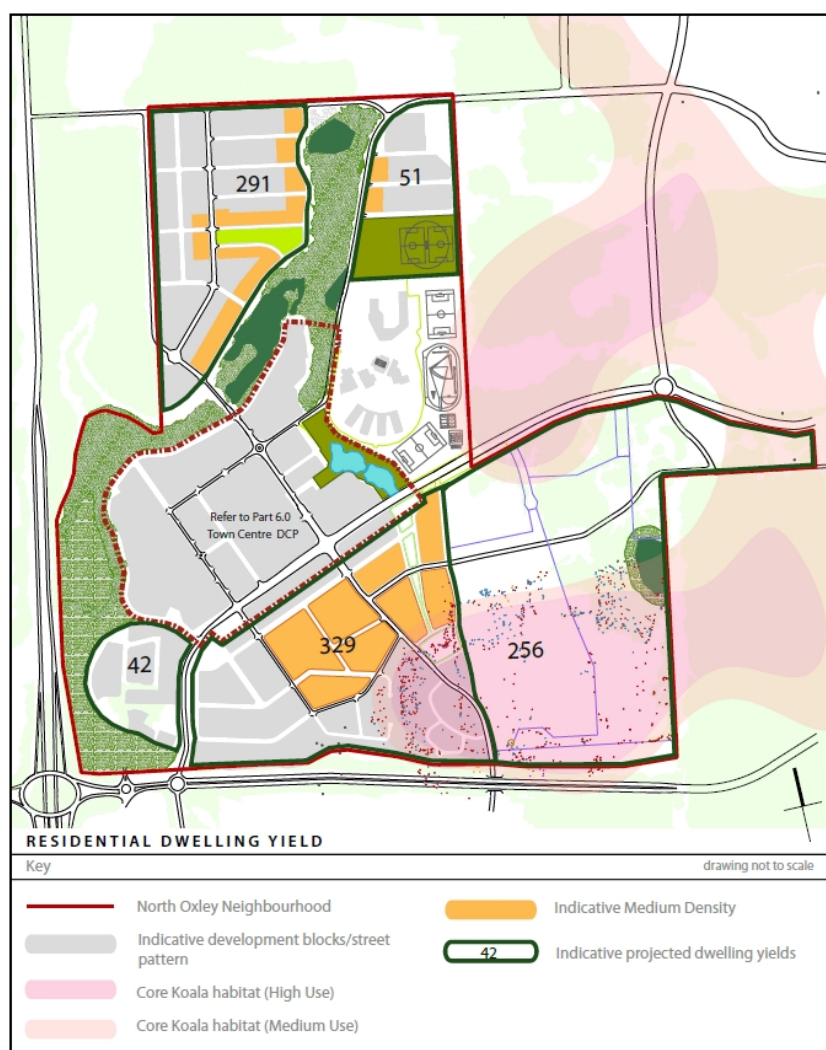 291
51
Refer to Part 6.0
Town Centre DCP
329
42
256
RESIDENTIAL DWELLING YIELD
Key
drawing not to scale
North Oxley Neighbourhood
Indicative development blocks/street
pattern
Core Koala habitat (High Use)
Core Koala habitat (Medium Use)
Indicative Medium Density
42
Indicative projected dwelling yields